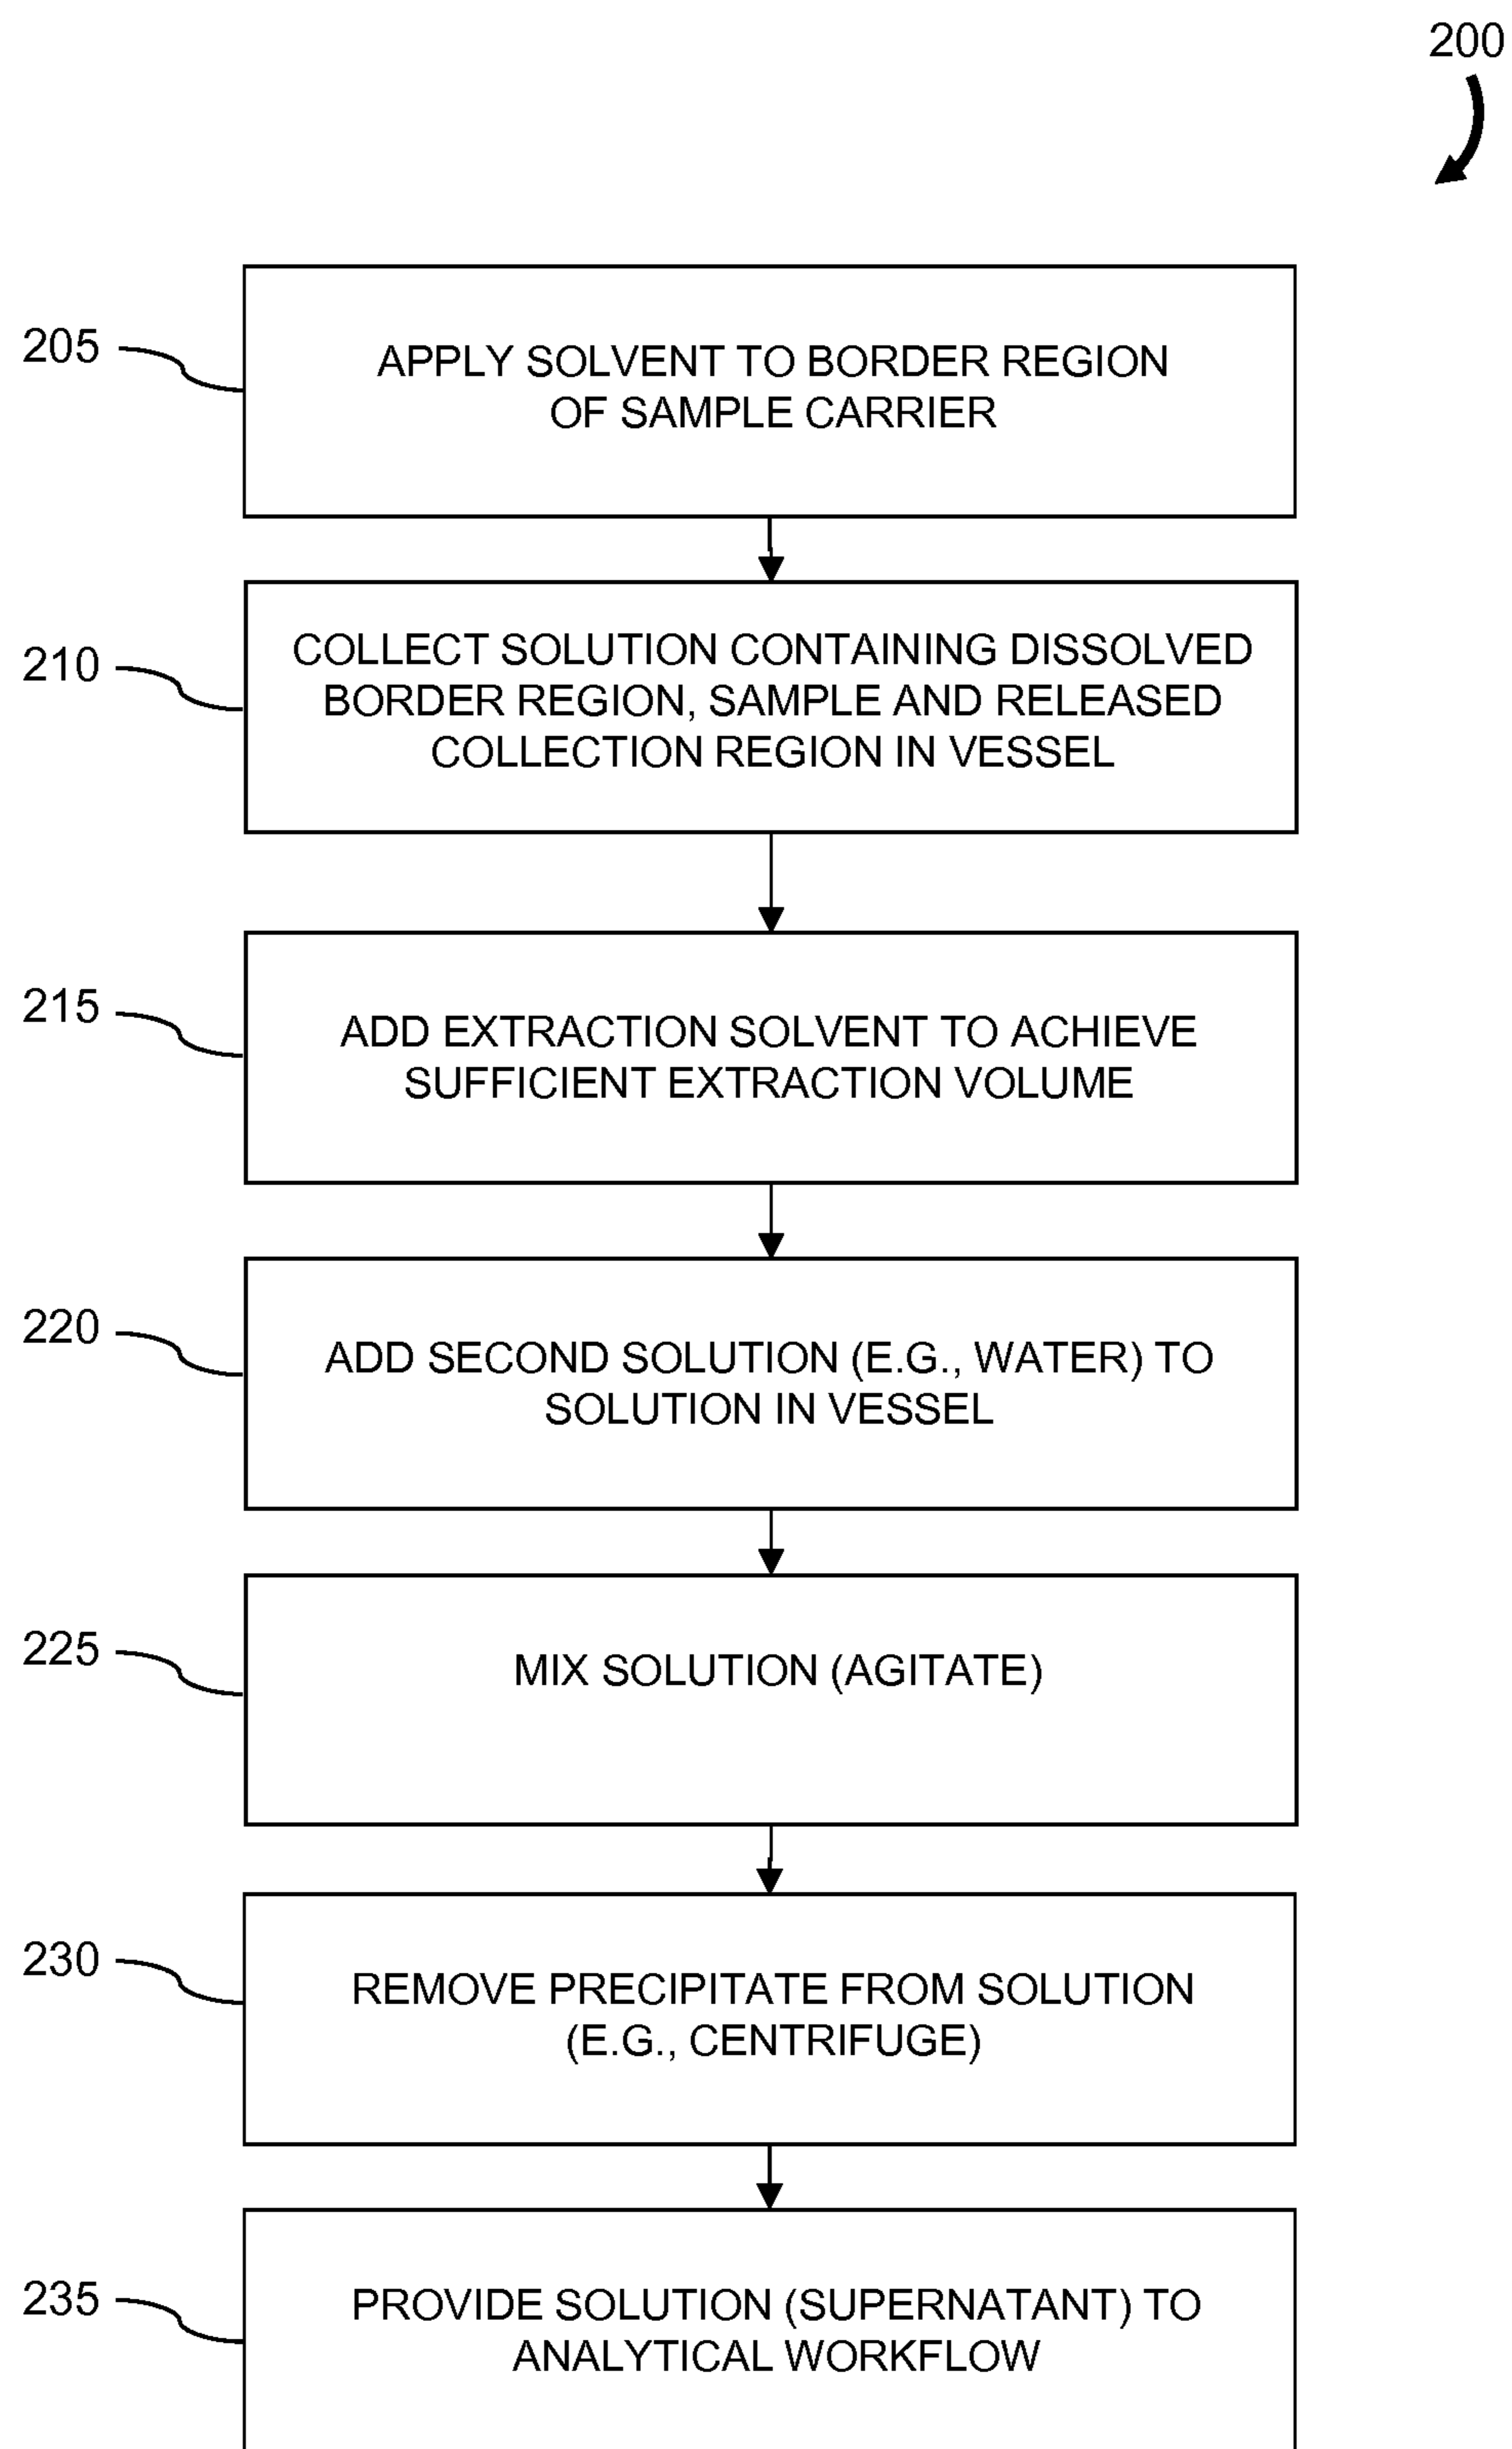 200
205
APPLY SOLVENT TO BORDER REGION
OF SAMPLE CARRIER
210
COLLECT SOLUTION CONTAINING DISSOLVED
BORDER REGION, SAMPLE AND RELEASED
COLLECTION REGION IN VESSEL
215
ADD EXTRACTION SOLVENT TO ACHIEVE
SUFFICIENT EXTRACTION VOLUME
220
ADD SECOND SOLUTION (E.G., WATER) TO
SOLUTION IN VESSEL
225
MIX SOLUTION (AGITATE)
230
REMOVE PRECIPITATE FROM SOLUTION
(E.G., CENTRIFUGE)
235
PROVIDE SOLUTION (SUPERNATANT) TO
ANALYTICAL WORKFLOW